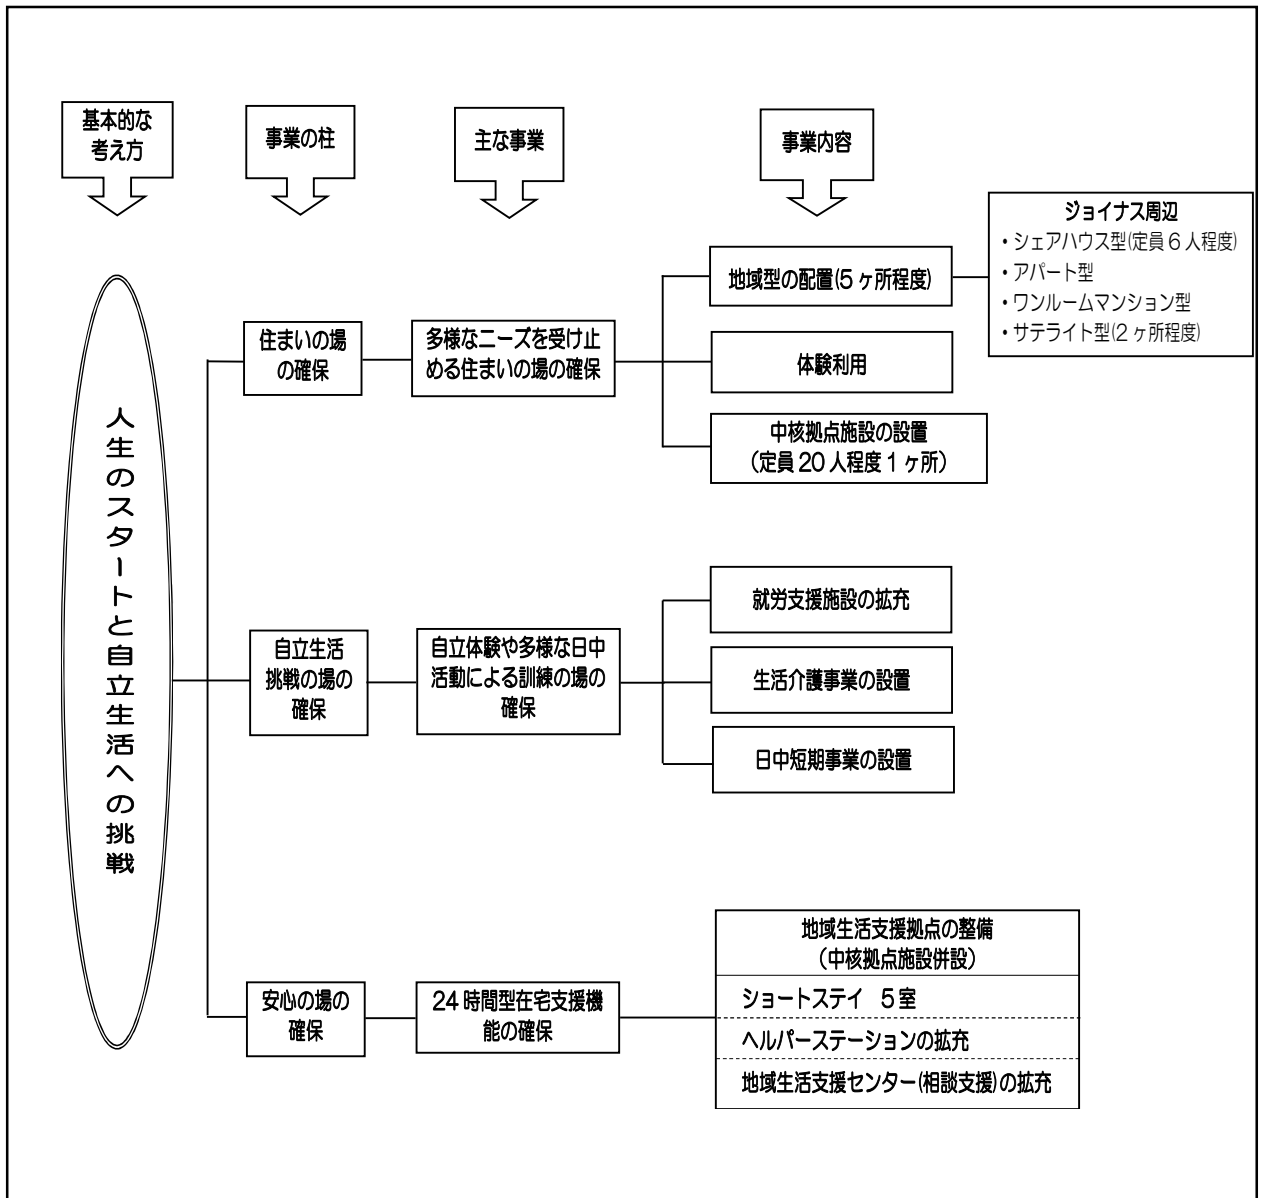 基本的な
考え方
事業の柱
主な事業
事業内容
人生のスタートと自立生活への挑戦
住まいの場
の確保
多様なニーズを受け止
める住まいの場の確保
地域型の配置(5ヶ所程度)
ジョイナス周辺
・シェアハウス型(定員6人程度)
・アパート型
・ワンルームマンション型
・サテライト型(2ヶ所程度)
体験利用
中核拠点施設の設置
(定員20人程度1ヶ所)
自立生活
挑戦の場の
確保
自立体験や多様な日中
活動による訓練の場の
確保
就労支援施設の拡充
生活介護事業の設置
日中短期事業の設置
安心の場の
確保
24時間型在宅支援機
能の確保
地域生活支援拠点の整備
(中核拠点施設併設)
ショートステイ 5室
ヘルパーステーションの拡充
地域生活支援センター(相談支援)の拡充